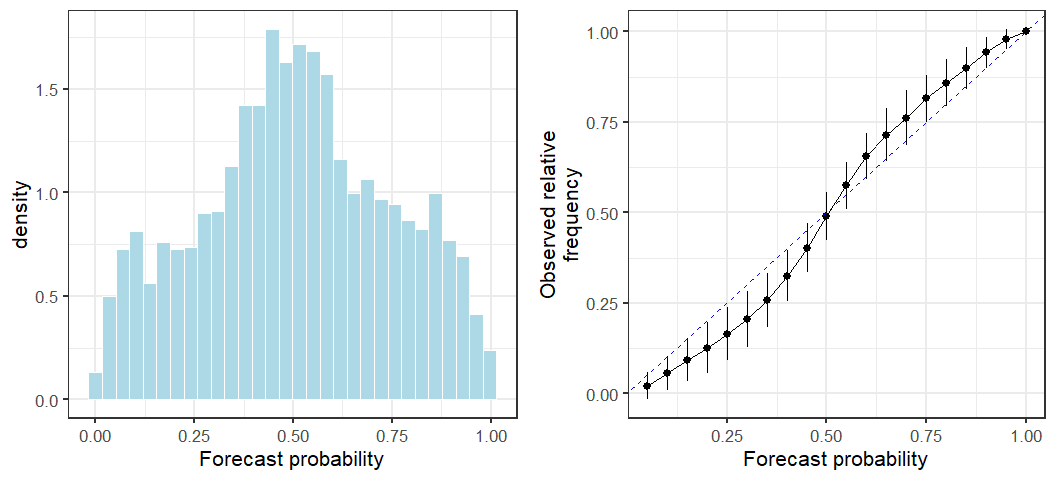 density
1.5
1.0
0.5
0.0
0.00 0.25 0.50 0.75 1.00
Forecast probability
Observed relative
frequency
1.00
0.75
0.50
0.25
0.00
0.25 0.50 0.75 1.00
Forecast probability